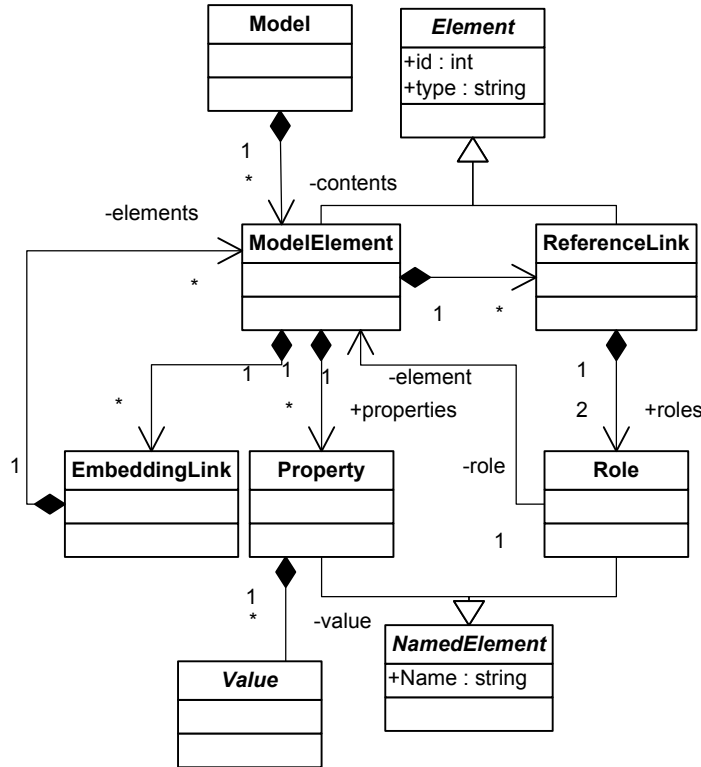 Model
Element
+id : int
+type : string
1
*
-contents
-elements
ModelElement
ReferenceLink
*
1
*
1
1
1
-element
1
*
*
+properties
2
+roles
1
EmbeddingLink
Property
-role
Role
1
1
*
-value
NamedElement
+Name : string
Value